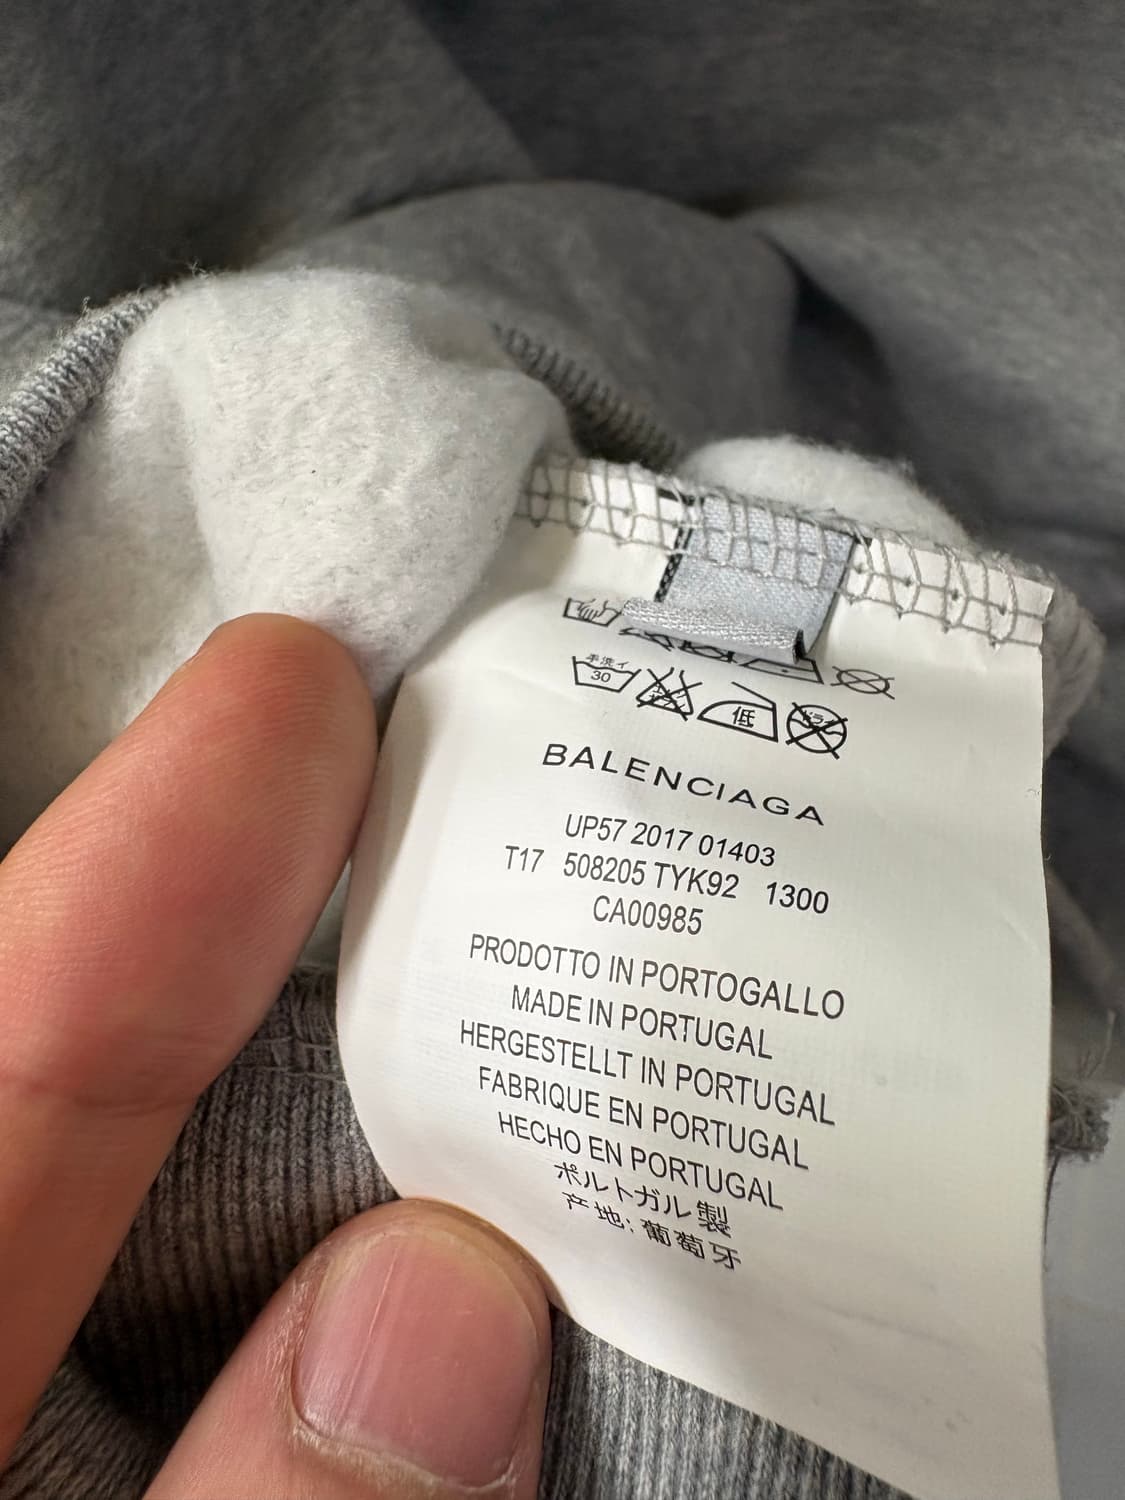 手洗イ
30
低
BALENCIAGA
UP57 2017 01403
T17 508205 TYK92 1300
CA00985
PRODOTTO IN PORTOGALLO
MADE IN PORTUGAL
HERGESTELLT IN PORTUGAL
FABRIQUE EN PORTUGAL
HECHO EN PORTUGAL
ポルトガル製
产地:葡萄牙